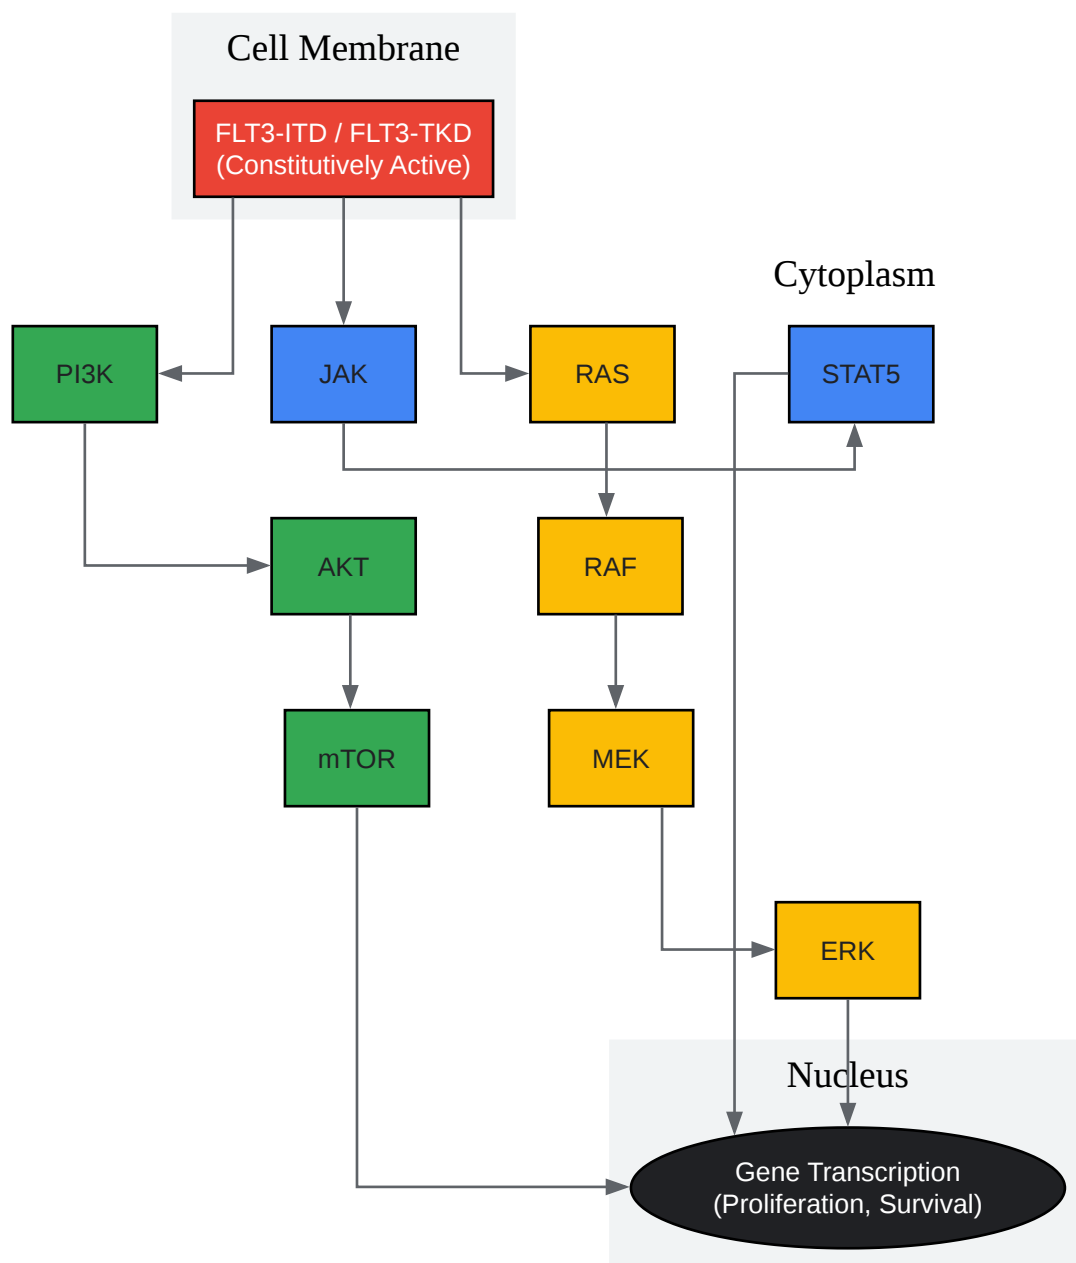 Cell Membrane
FLT3-ITD / FLT3-TKD
(Constitutively Active)
Cytoplasm
PI3K
JAK
RAS
STAT5
AKT
RAF
mTOR
MEK
ERK
Nucleus
Gene Transcription
(Proliferation, Survival)